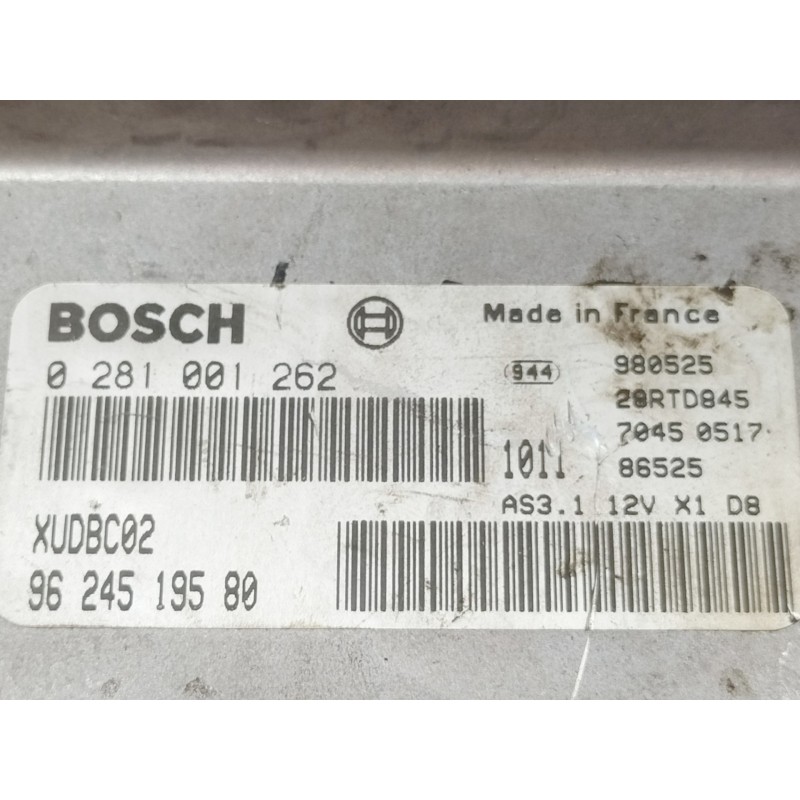 BOSCH
Made in France
0 281 001 262
944
980525
28RTD845
7045 0517
1011
86525
AS3.1 12V X1 D8
XUDBC02
96 245 195 80